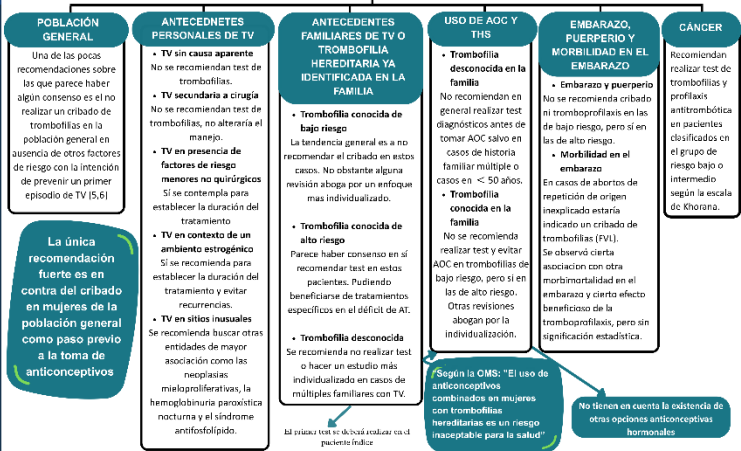 POBLACIÓN
GENERAL
Una de las pocas
recomendaciones sobre
las que parece haber
algún consenso es el no
realizar un cribado de
trombofilias en la
población general en
ausencia de otros factores
de riesgo con la intención
de prevenir un primer
episodio de TV (5,6)
La única
recomendación
fuerte es en
contra del cribado
en mujeres de la
población general
como paso previo
a la toma de
anticonceptivos
ANTECEDNETES
PERSONALES DE TV
• TV sin causa aparente
No se recomiendan test de
trombofilias.
• TV secundaria a cirugía
No se recomiendan test de
trombofilias, no alteraría el
manejo.
• TV en presencia de
factores de riesgo
menores no quirúrgicos
Sí se contempla para
establecer la duración del
tratamiento
• TV en contexto de un
ambiente estrogénico
Sí se recomienda para
establecer la duración del
tratamiento y evitar
recurrencias.
• TV en sitios inusuales
Se recomienda buscar otras
entidades de mayor
asociación como las
neoplasias
mieloproliferativas, la
hemoglobinuria paroxística
nocturna y el síndrome
antifosfolípido.
ANTECEDENTES
FAMILIARES DE TV O
TROMBOFILIA
HEREDITARIA YA
IDENTIFICADA EN LA
FAMILIA
• Trombofilia conocida de
bajo riesgo
La tendencia general es a no
recomendar el cribado en estos
casos. No obstante alguna
revisión aboga por un enfoque
mas individualizado.
• Trombofilia conocida de
alto riesgo
Parece haber consenso en sí
recomendar test en estos
pacientes. Pudiendo
beneficiarse de tratamientos
específicos en el déficit de AT.
• Trombofilia desconocida
Se recomienda no realizar test
o hacer un estudio más
individualizado en casos de
múltiples familiares con TV.
El primer test se deberá realizar en el
paciente índice
USO DE AOC Y
THS
• Trombofilia
desconocida en la
familia
No recomiendan en
general realizar test
diagnósticos antes de
tomar AOC salvo en
casos de historia
familiar múltiple o
casos en < 50 años.
• Trombofilia
conocida en la
familia
No se recomienda
realizar test y evitar
AOC en trombofilias de
bajo riesgo, pero si en
las de alto riesgo.
Otras revisiones
abogan por la
individualización.
"Según la OMS: "El uso de
anticonceptivos
combinados en mujeres
con trombofilias
hereditarias es un riesgo
inaceptable para la salud"
EMBARAZO,
PUERPERIO Y
MORBILIDAD EN EL
EMBARAZO
• Embarazo y puerperio
No se recomienda cribado
ni tromboprofilaxis en las
de bajo riesgo, pero sí en
las de alto riesgo.
• Morbilidad en el
embarazo
En casos de abortos de
repetición de origen
inexplicado estaría
indicado un cribado de
trombofilias (FVL).
Se observó cierta
asociacion con otra
morbimortalidad en el
embarazo y cierto efecto
beneficioso de la
tromboprofilaxis, pero sin
significación estadística.
No tienen en cuenta la existencia de
otras opciones anticonceptivas
hormonales
CÁNCER
Recomiendan
realizar test de
trombofilias y
profilaxis
antitrombótica
en pacientes
clasificados en
el grupo de
riesgo bajo o
intermedio
según la escala
de Khorana.